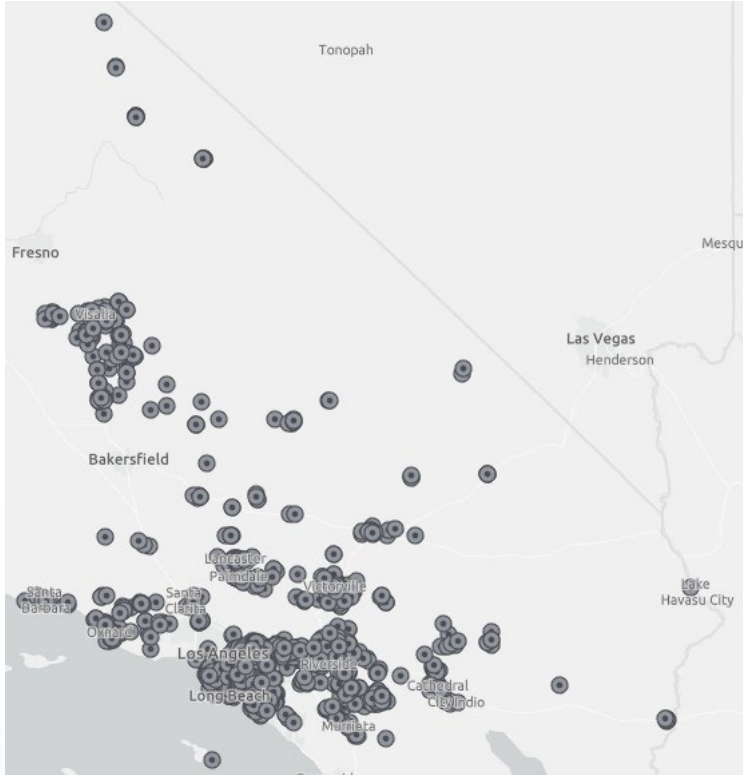 Tonopah
Fresno
Mesqu
Visalia
Las Vegas
Henderson
Bakersfield
Lancaster
Palmdale
Victorville
Santa
Barbara
Santa
Clarita
Lake
Havasu City
Oxnard
Los Angeles
Riverside
Long Beach
Cathedral
City
Indio
Murrieta